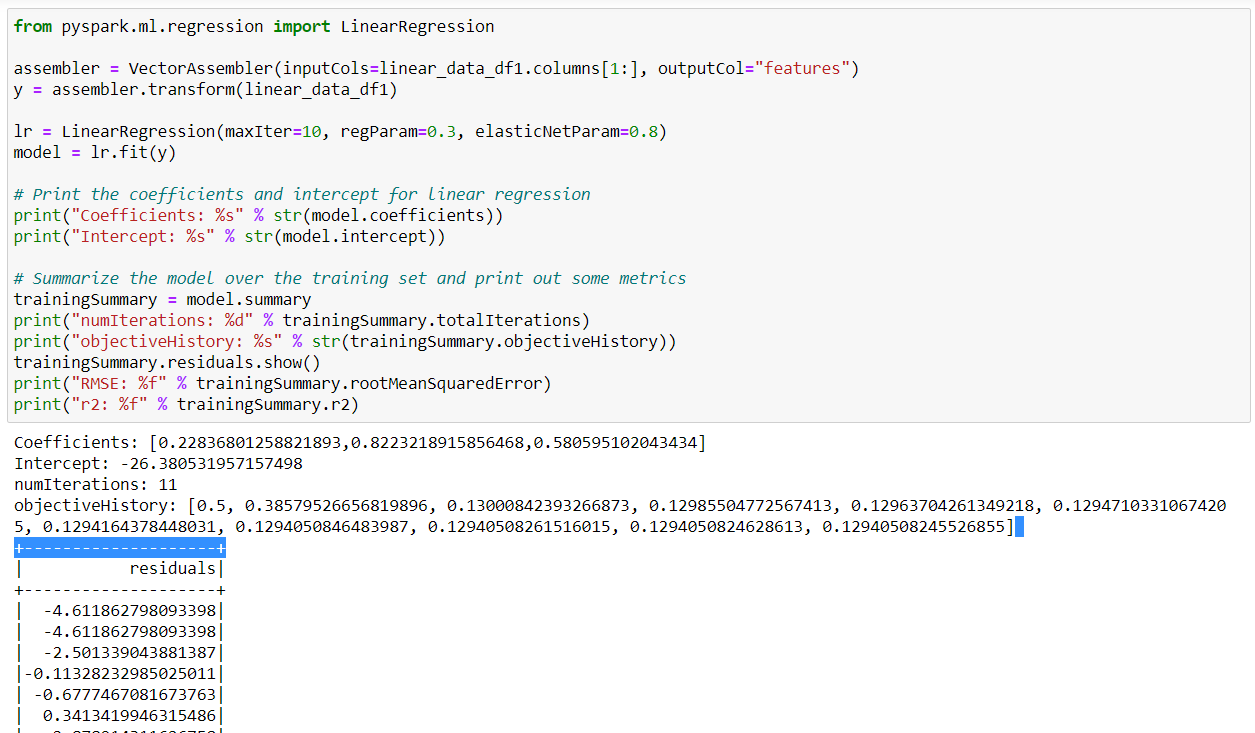 from pyspark.ml.regression import LinearRegression
assembler = VectorAssembler(inputCols=linear_data_df1.columns[1:], outputCol="features")
y = assembler.transform(linear_data_df1)
lr = LinearRegression(maxIter=10, regParam=0.3, elasticNetParam=0.8)
model = lr.fit(y)
# Print the coefficients and intercept for linear regression
print("Coefficients: %s" % str(model.coefficients))
print("Intercept: %s" % str(model.intercept))
# Summarize the model over the training set and print out some metrics
trainingSummary = model.summary
print("numIterations: %d" % trainingSummary.totalIterations)
print("objectiveHistory: %s" % str(trainingSummary.objectiveHistory))
trainingSummary.residuals.show()
print("RMSE: %f" % trainingSummary.rootMeanSquaredError)
print("r2: %f" % trainingSummary.r2)
Coefficients: [0.22836801258821893,0.8223218915856468,0.580595102043434]
Intercept: -26.380531957157498
numIterations: 11
objectiveHistory: [0.5, 0.38579526656819896, 0.13000842393266873, 0.12985504772567413, 0.12963704261349218, 0.1294710331067420
5, 0.1294164378448031, 0.1294050846483987, 0.12940508261516015, 0.1294050824628613, 0.12940508245526855]
+--------------------+
|           residuals|
+--------------------+
|  -4.611862798093398|
|  -4.611862798093398|
|  -2.501339043881387|
|-0.11328232985025011|
| -0.6777467081673763|
|  0.3413419946315486|